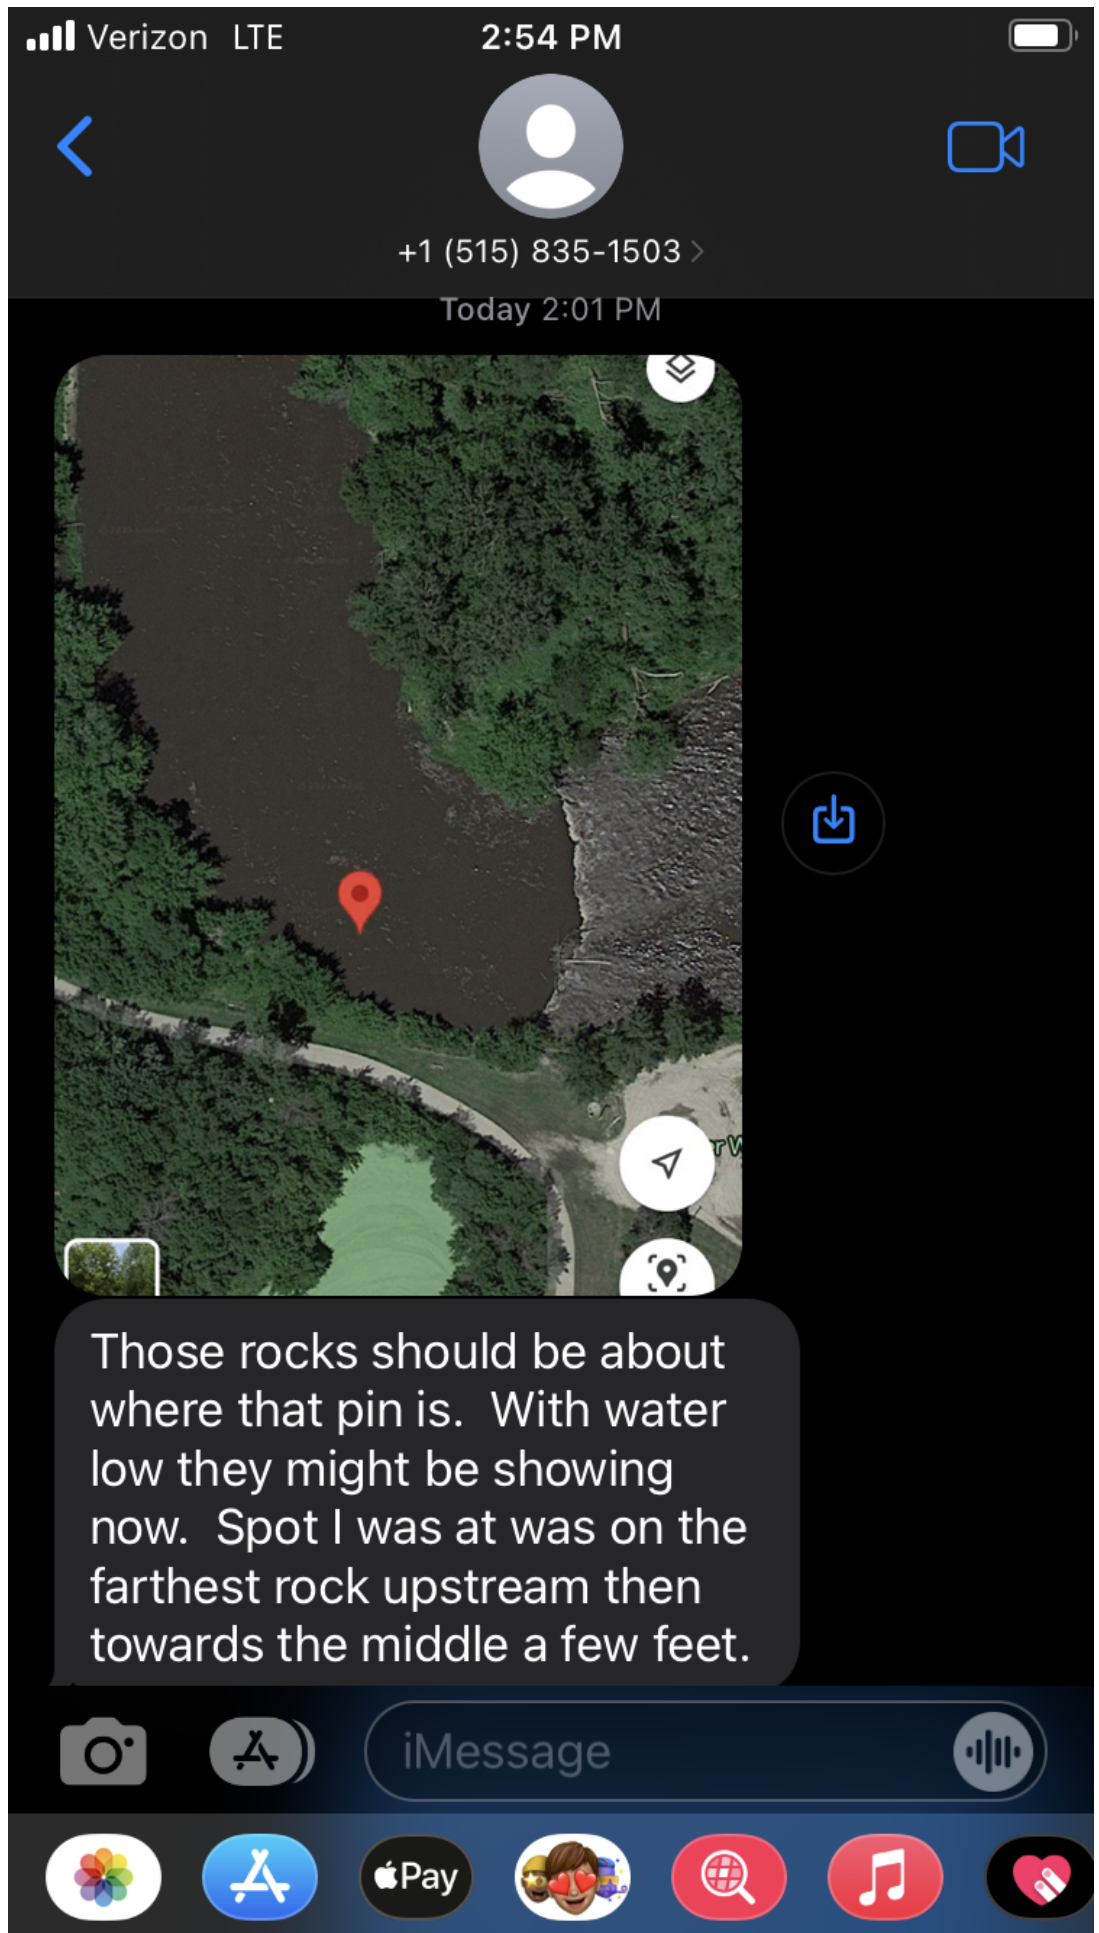 Verizon LTE 2:54 PM
+1 (515) 835-1503
Today 2:01 PM
r W
Those rocks should be about
where that pin is. With water
low they might be showing
now. Spot I was at was on the
farthest rock upstream then
towards the middle a few feet.
iMessage
Pay